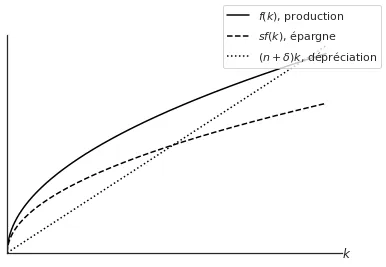 f(k), production
sf(k), épargne
(n + δ)k, dépréciation
k